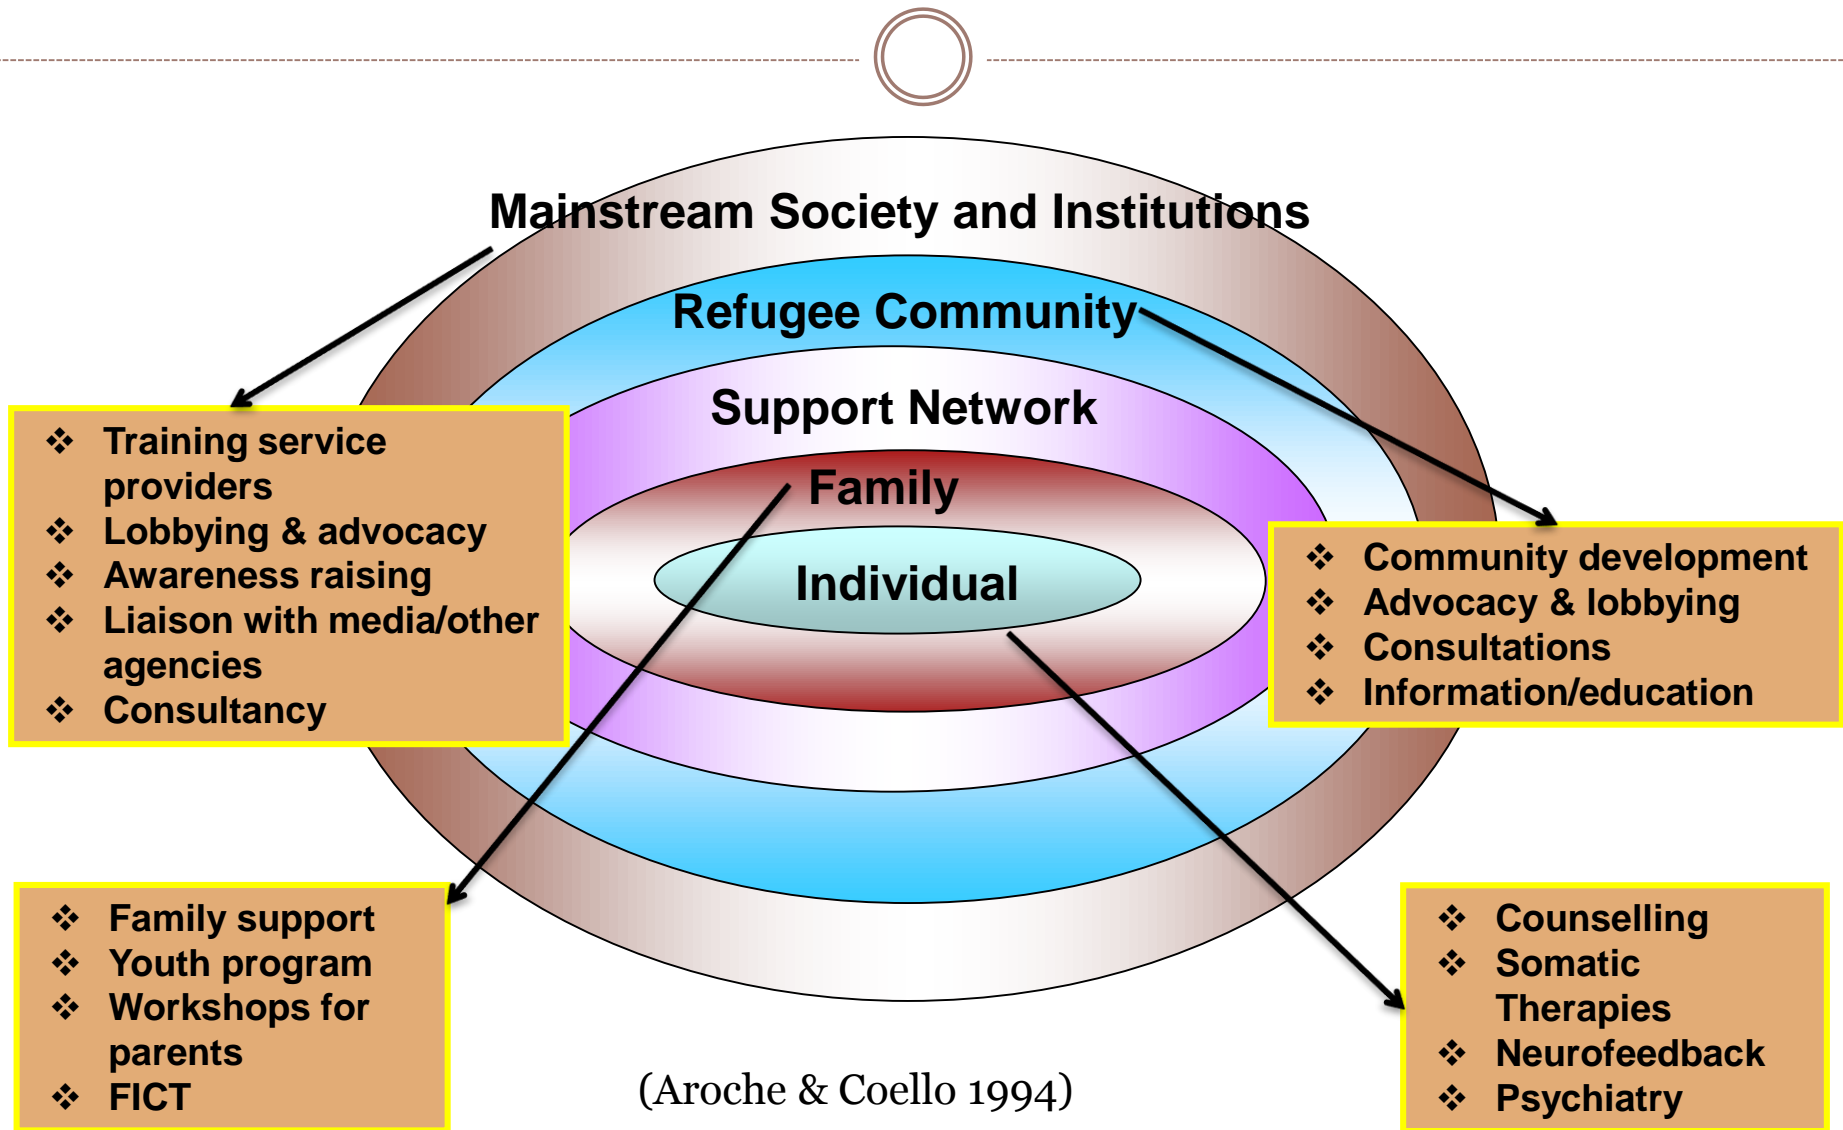 Mainstream Society and Institutions
Refugee Community
Support Network
Family
Individual
❖ Training service
providers
❖ Lobbying & advocacy
❖ Awareness raising
❖ Liaison with media/other
agencies
❖ Consultancy
❖ Community development
❖ Advocacy & lobbying
❖ Consultations
❖ Information/education
❖ Family support
❖ Youth program
❖ Workshops for
parents
❖ FICT
❖ Counselling
❖ Somatic
Therapies
❖ Neurofeedback
❖ Psychiatry
(Aroche & Coello 1994)